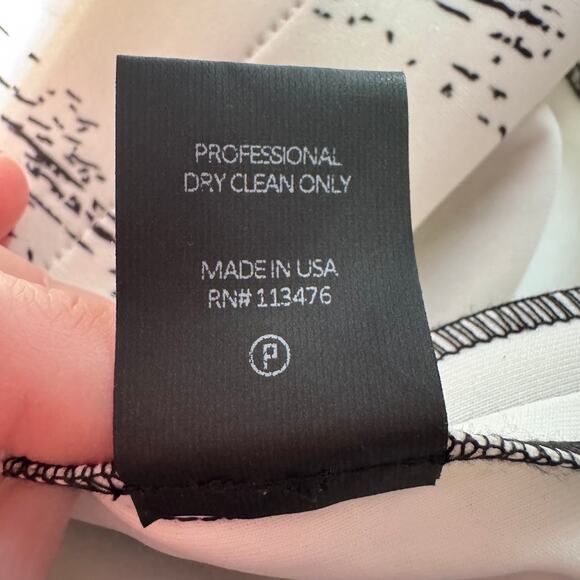 PROFESSIONAL
DRY CLEAN ONLY
MADE IN USA
RN# 113476
P